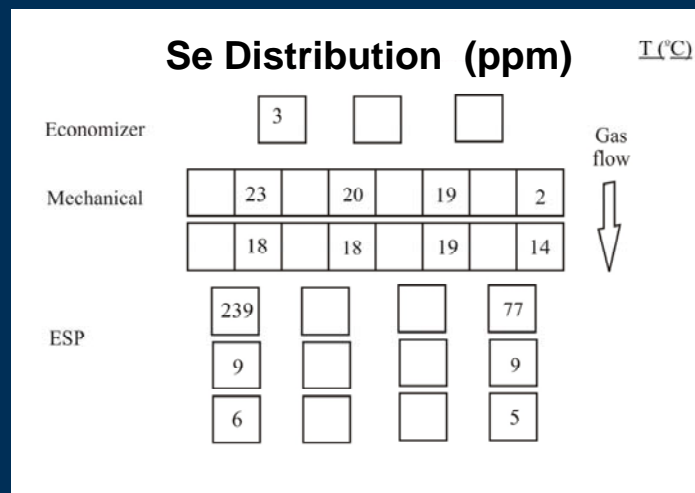 Se Distribution (ppm)
T (°C)
3
Economizer
Gas
flow
Mechanical
23 20 19 2
18 18 19 14
239 77
ESP
9 9
6 5